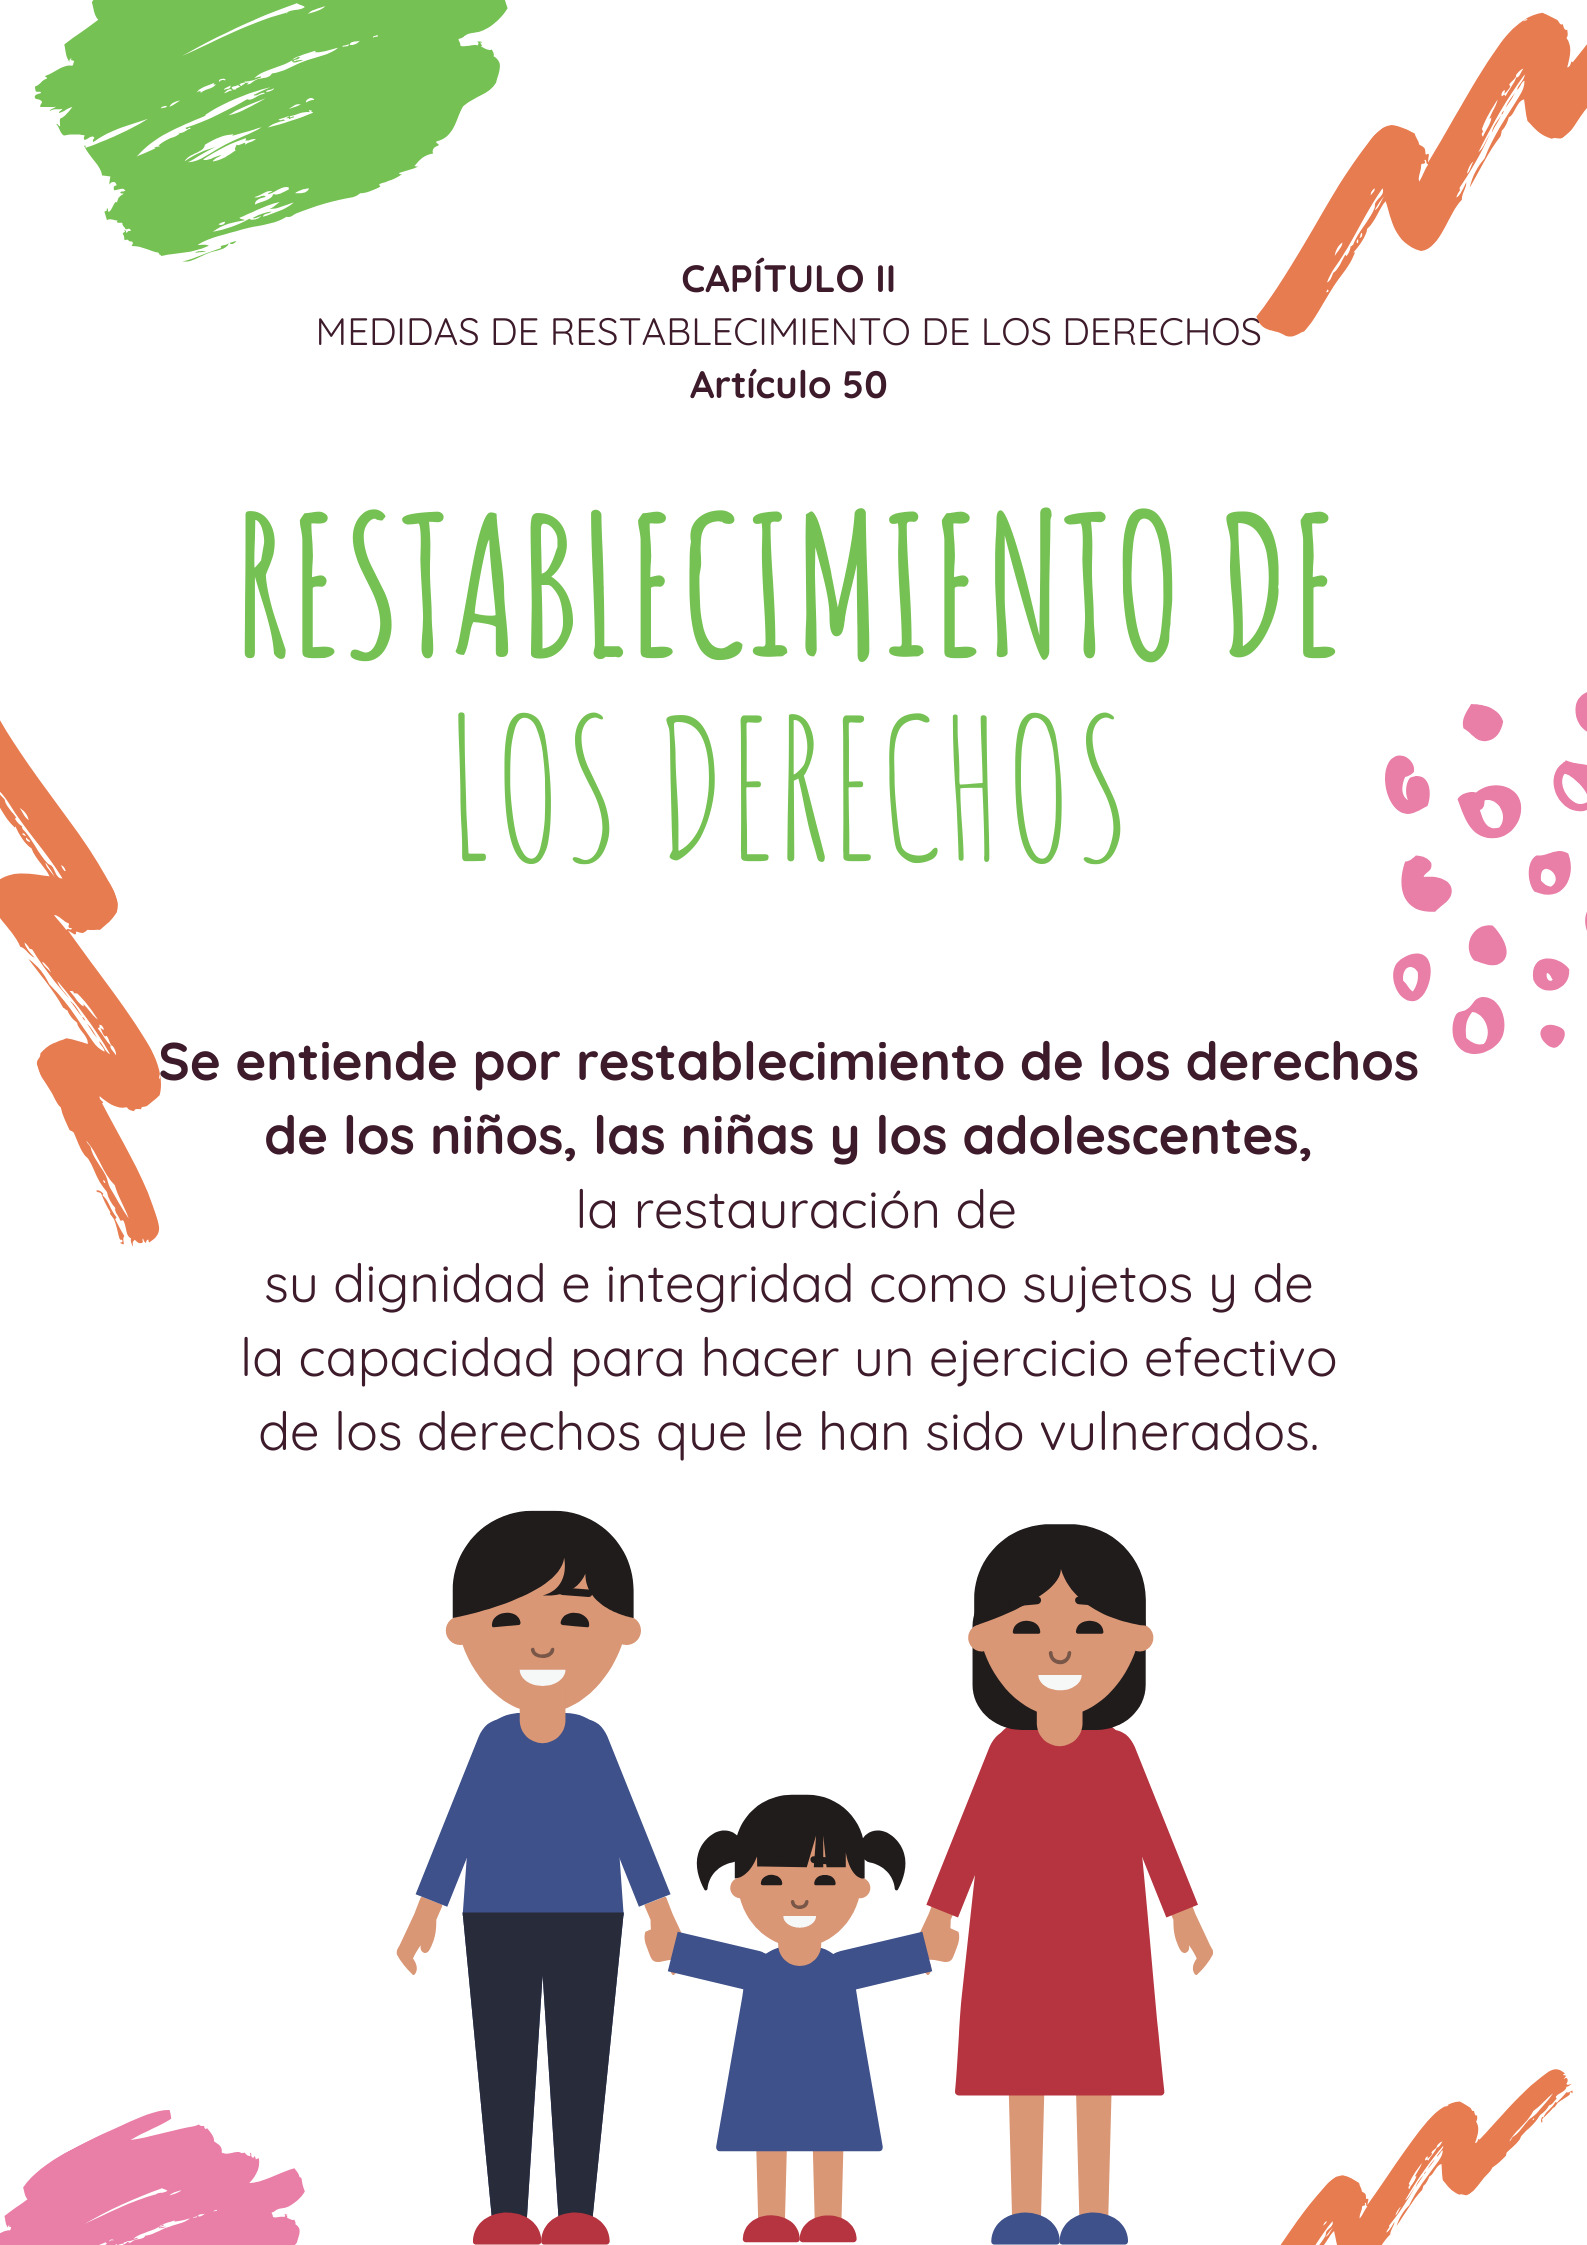 CAPÍTULO II
MEDIDAS DE RESTABLECIMIENTO DE LOS DERECHOS
Artículo 50
RESTABLECIMIENTO DE
LOS DERECHOS
Se entiende por restablecimiento de los derechos
de los niños, las niñas y los adolescentes,
la restauración de
su dignidad e integridad como sujetos y de
la capacidad para hacer un ejercicio efectivo
de los derechos que le han sido vulnerados.